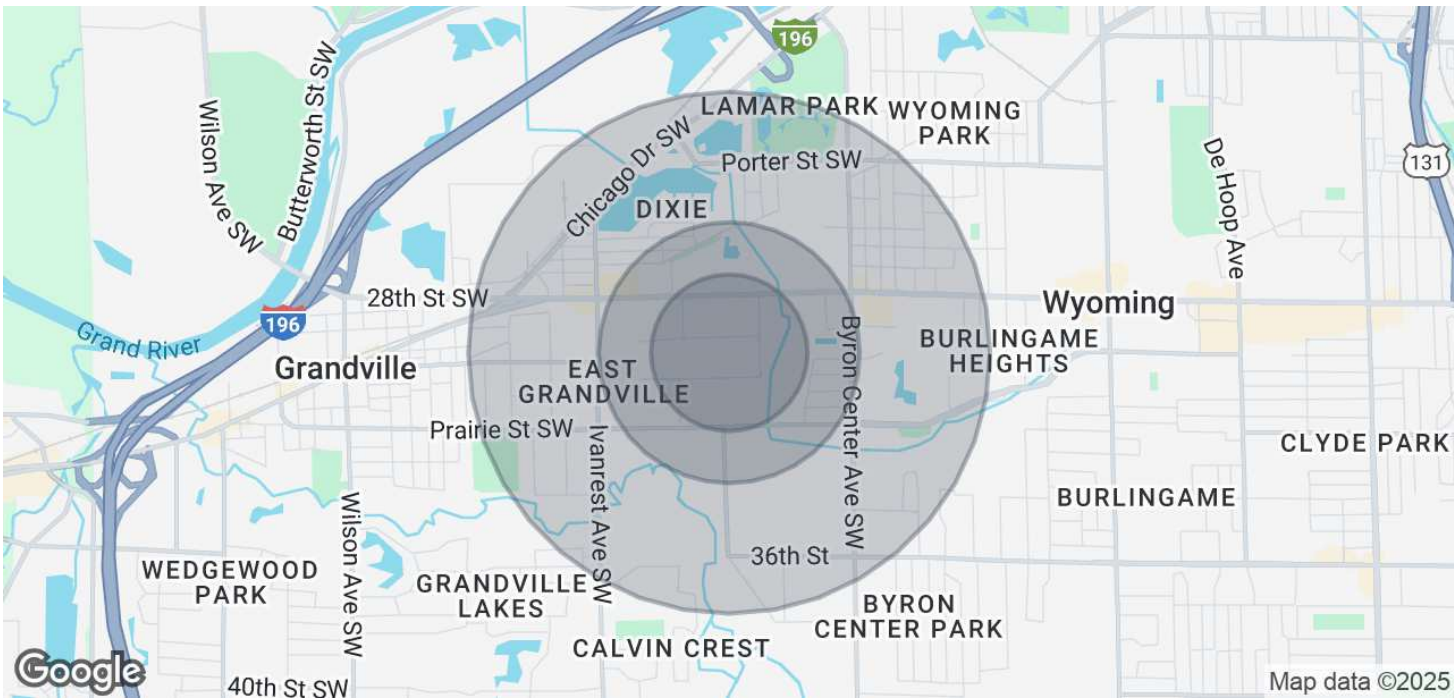 196
LAMAR PARK
WYOMING
PARK
Wilson Ave SW
Butterworth St SW
Chicago Dr SW
Porter St SW
131
DIXIE
De Hoop Ave
28th St SW
Wyoming
196
Grand River
Grandville
EAST
GRANDVILLE
Byron Center Ave SW
BURLINGAME
HEIGHTS
Prairie St SW
Ivanrest Ave SW
CLYDE PARK
BURLINGAME
Wilson Ave SW
36th St
WEDGEWOOD
PARK
GRANDVILLE
LAKES
BYRON
CENTER PARK
CALVIN CREST
Google
40th St SW
Map data ©2025